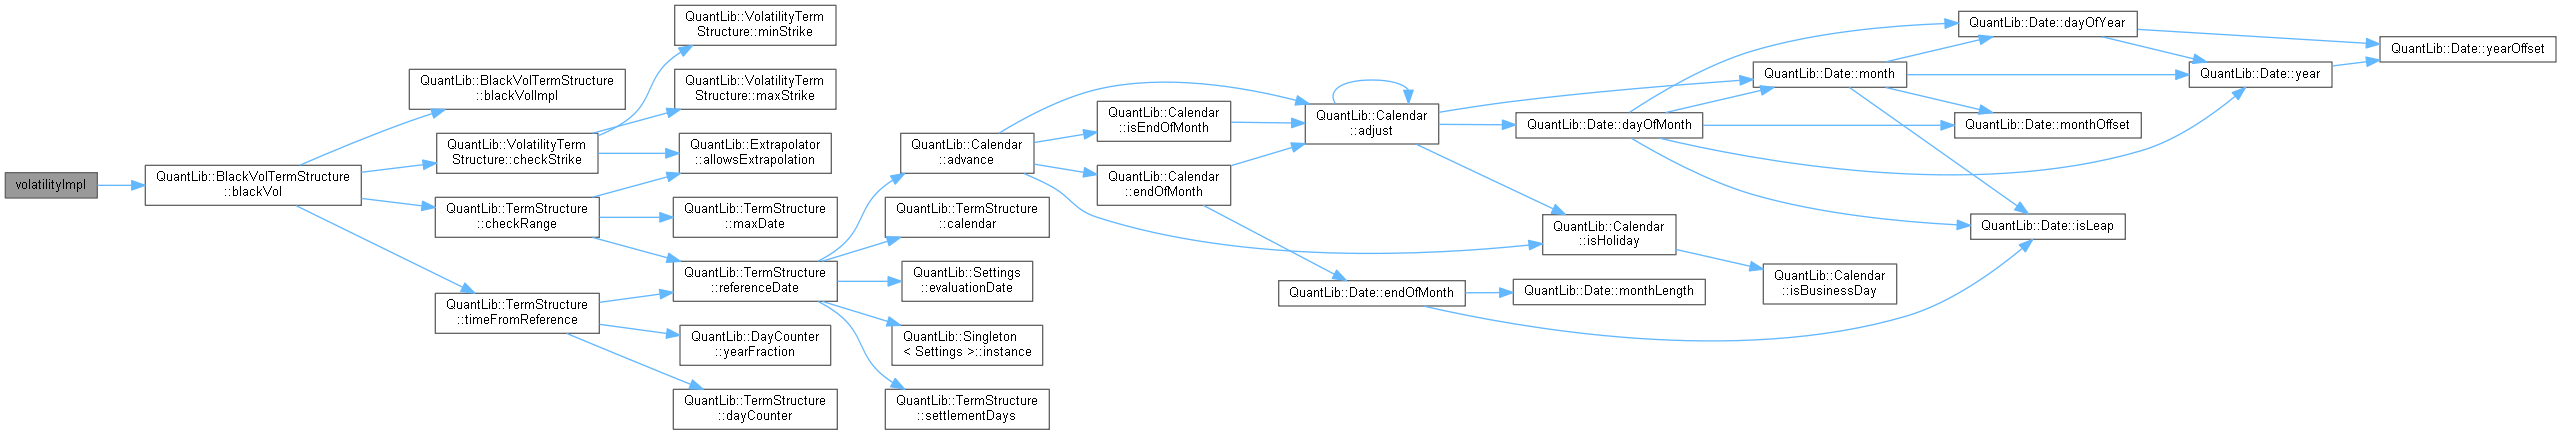 volatilityImpl
QuantLib::BlackVolTermStructure
::blackVol
QuantLib::BlackVolTermStructure
::blackVolImpl
QuantLib::VolatilityTerm
Structure::checkStrike
QuantLib::TermStructure
::checkRange
QuantLib::TermStructure
::timeFromReference
QuantLib::VolatilityTerm
Structure::minStrike
QuantLib::VolatilityTerm
Structure::maxStrike
QuantLib::Extrapolator
::allowsExtrapolation
QuantLib::TermStructure
::maxDate
QuantLib::TermStructure
::referenceDate
QuantLib::DayCounter
::yearFraction
QuantLib::TermStructure
::dayCounter
QuantLib::Calendar
::advance
QuantLib::TermStructure
::calendar
QuantLib::Settings
::evaluationDate
QuantLib::Singleton
< Settings >::instance
QuantLib::TermStructure
::settlementDays
QuantLib::Calendar
::isEndOfMonth
QuantLib::Calendar
::endOfMonth
QuantLib::Calendar
::adjust
QuantLib::Date::endOfMonth
QuantLib::Date::dayOfMonth
QuantLib::Calendar
::isHoliday
QuantLib::Date::monthLength
QuantLib::Date::month
QuantLib::Calendar
::isBusinessDay
QuantLib::Date::dayOfYear
QuantLib::Date::monthOffset
QuantLib::Date::isLeap
QuantLib::Date::year
QuantLib::Date::yearOffset